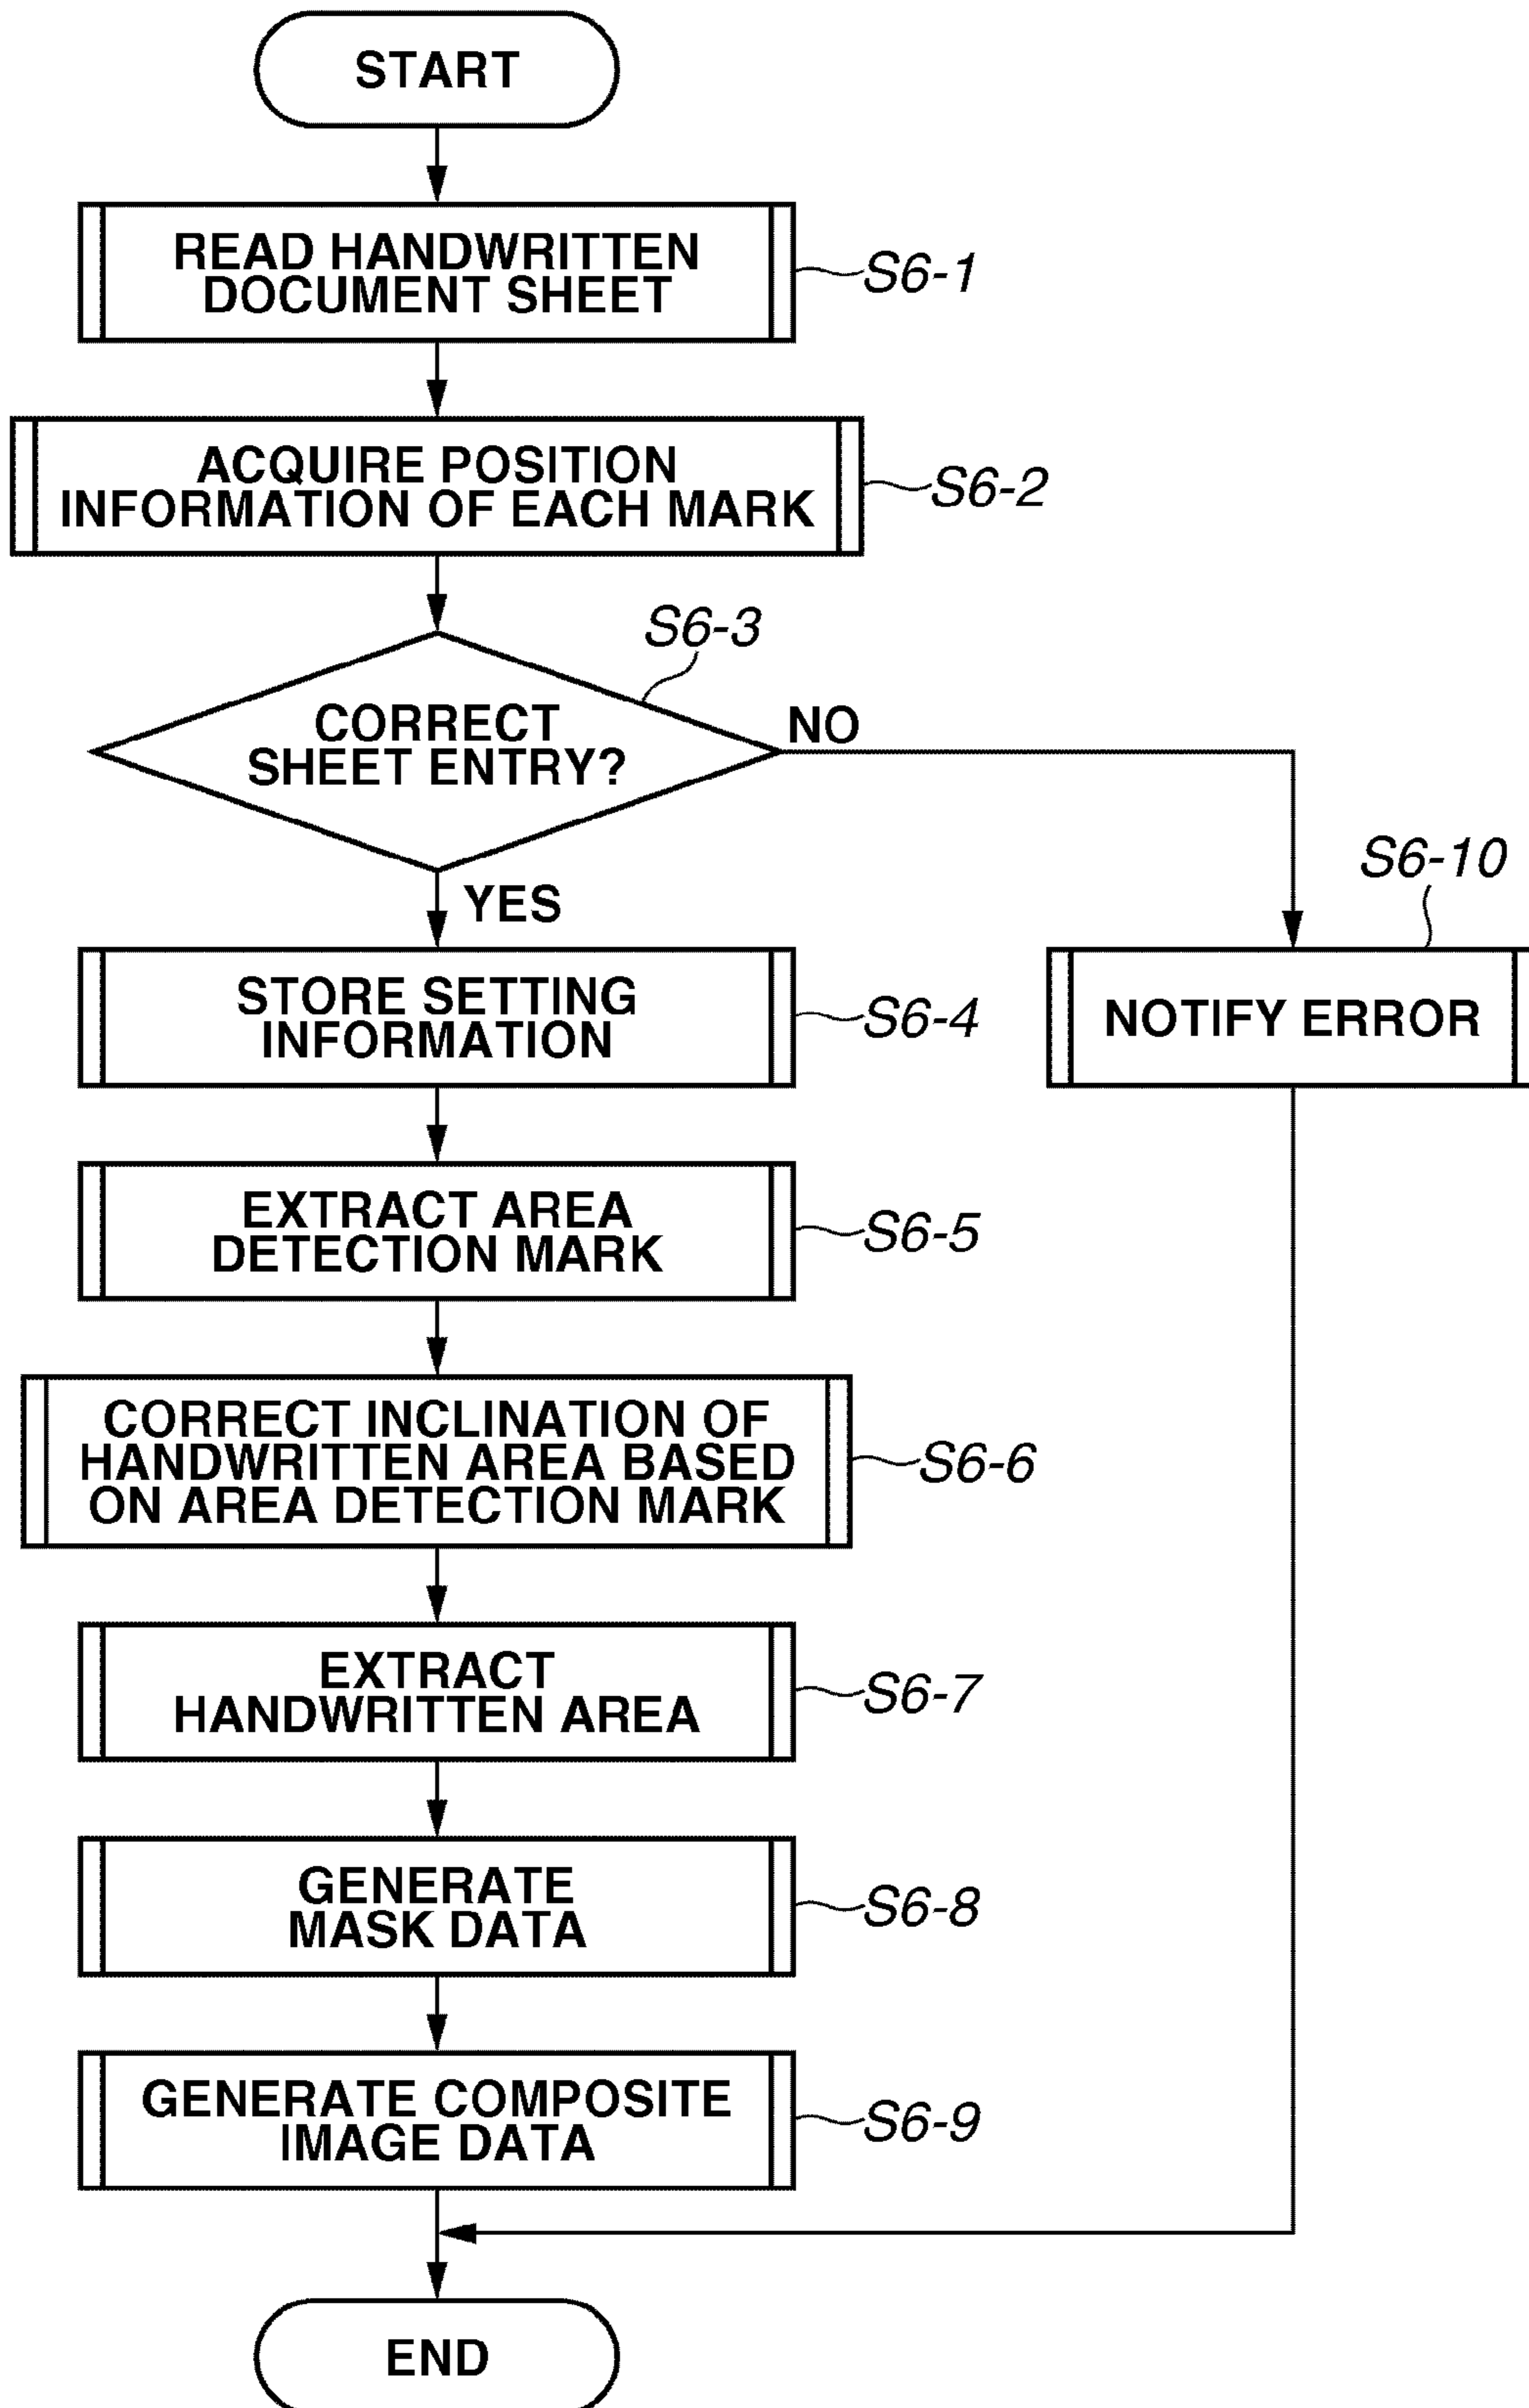 START
READ HANDWRITTEN
DOCUMENT SHEET
S6-1
ACQUIRE POSITION
INFORMATION OF EACH MARK
S6-2
S6-3
CORRECT
SHEET ENTRY?
NO
YES
S6-10
STORE SETTING
INFORMATION
S6-4
NOTIFY ERROR
EXTRACT AREA
DETECTION MARK
S6-5
CORRECT INCLINATION OF
HANDWRITTEN AREA BASED
ON AREA DETECTION MARK
S6-6
EXTRACT
HANDWRITTEN AREA
S6-7
GENERATE
MASK DATA
S6-8
GENERATE COMPOSITE
IMAGE DATA
S6-9
END